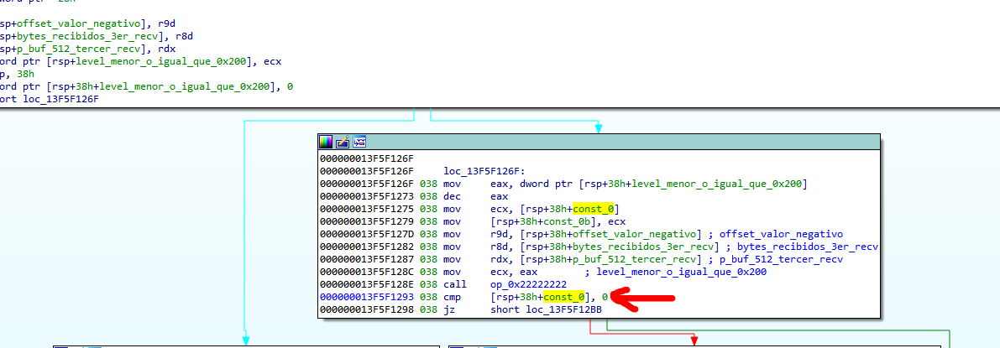 sp+offset_valor_negativo], r9d
sp+bytes_recibidos_3er_recv], r8d
sp+p_buf_512_tercer_recv], rdx
ord ptr [rsp+level_menor_o_igual_que_0x200], ecx
p, 38h
ord ptr [rsp+38h+level_menor_o_igual_que_0x200], 0
ort loc_13F5F126F
000000013F5F126F
000000013F5F126F loc_13F5F126F:
000000013F5F126F 038 mov eax, dword ptr [rsp+38h+level_menor_o_igual_que_0x200]
000000013F5F1273 038 dec eax
000000013F5F1275 038 mov ecx, [rsp+38h+const_0]
000000013F5F1279 038 mov [rsp+38h+const_0b], ecx
000000013F5F127D 038 mov r9d, [rsp+38h+offset_valor_negativo] ; offset_valor_negativo
000000013F5F1282 038 mov r8d, [rsp+38h+bytes_recibidos_3er_recv] ; bytes_recibidos_3er_recv
000000013F5F1287 038 mov rdx, [rsp+38h+p_buf_512_tercer_recv] ; p_buf_512_tercer_recv
000000013F5F128C 038 mov ecx, eax ; level_menor_o_igual_que_0x200
000000013F5F128E 038 call op_0x22222222
000000013F5F1293 038 cmp [rsp+38h+const_0], 0
000000013F5F1298 038 jz short loc_13F5F12BB